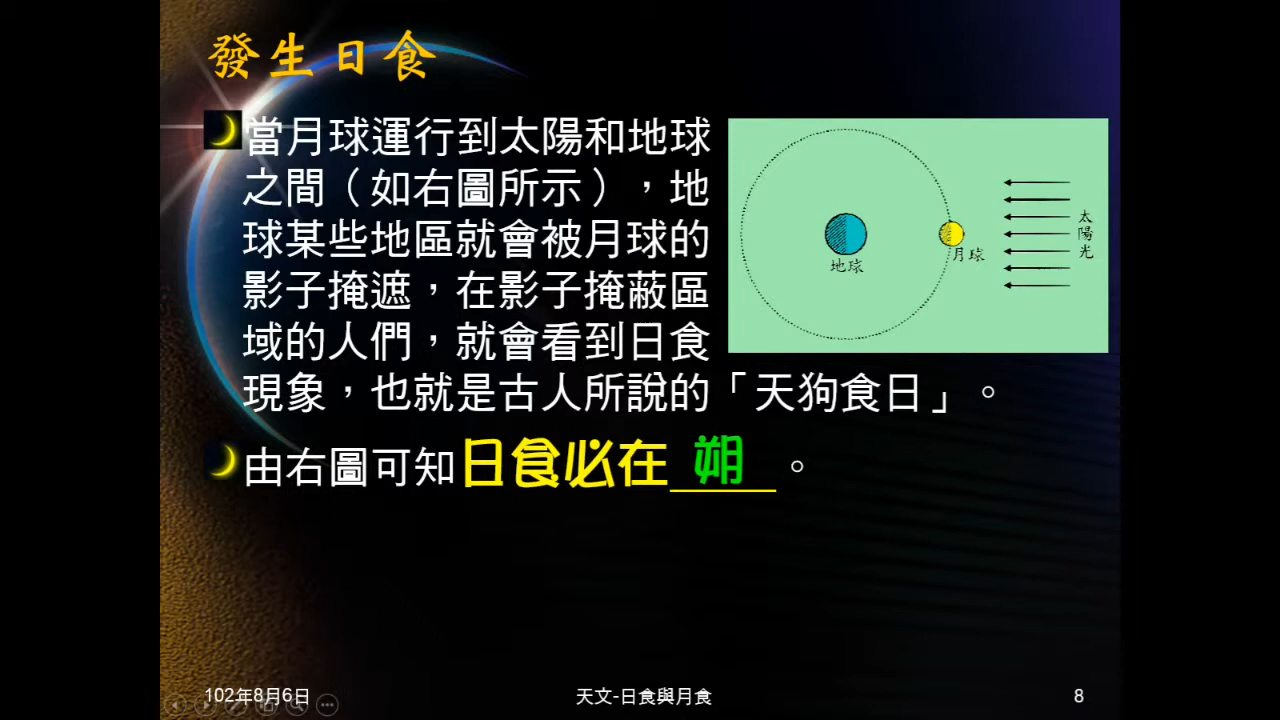 發生日食
當月球運行到太陽和地球
之間（如右圖所示），地
球某些地區就會被月球的
影子掩遮，在影子掩蔽區
域的人們，就會看到日食
現象，也就是古人所說的「天狗食日」。
地球
月球
太陽光
由右圖可知日食必在 朔 。
102年8月6日
天文-日食與月食
8